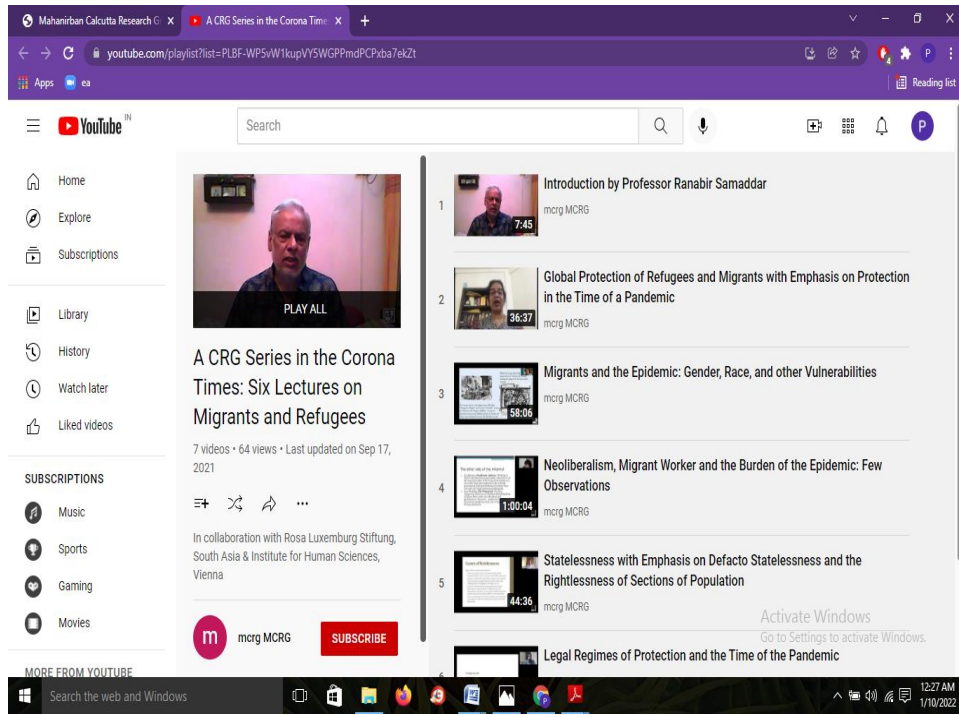 Mahanirban Calcutta Research G
A CRG Series in the Corona Time
youtube.com/playlist?list=PLBF-WP5vW1kupVY5WGPPmdPCPxba7ekZt
4
P
Apps
ea
Reading list
YouTube IN
Search
P
Home
Explore
Subscriptions
Library
History
Watch later
Liked videos
SUBSCRIPTIONS
Music
Sports
Gaming
Movies
MORE FROM YOUTUBE
PLAY ALL
A CRG Series in the Corona
Times: Six Lectures on
Migrants and Refugees
7 videos • 64 views • Last updated on Sep 17,
2021
In collaboration with Rosa Luxemburg Stiftung,
South Asia & Institute for Human Sciences,
Vienna
m
mcrg MCRG
SUBSCRIBE
1
7:45
Introduction by Professor Ranabir Samaddar
mcrg MCRG
2
36:37
Global Protection of Refugees and Migrants with Emphasis on Protection
in the Time of a Pandemic
mcrg MCRG
3
58:06
Migrants and the Epidemic: Gender, Race, and other Vulnerabilities
mcrg MCRG
4
1:00:04
Neoliberalism, Migrant Worker and the Burden of the Epidemic: Few
Observations
mcrg MCRG
5
44:36
Statelessness with Emphasis on Defacto Statelessness and the
Rightlessness of Sections of Population
mcrg MCRG
Legal Regimes of Protection and the Time of the Pandemic
Activate Windows
Go to Settings to activate Windows.
Search the web and Windows
12:27 AM
1/10/2022